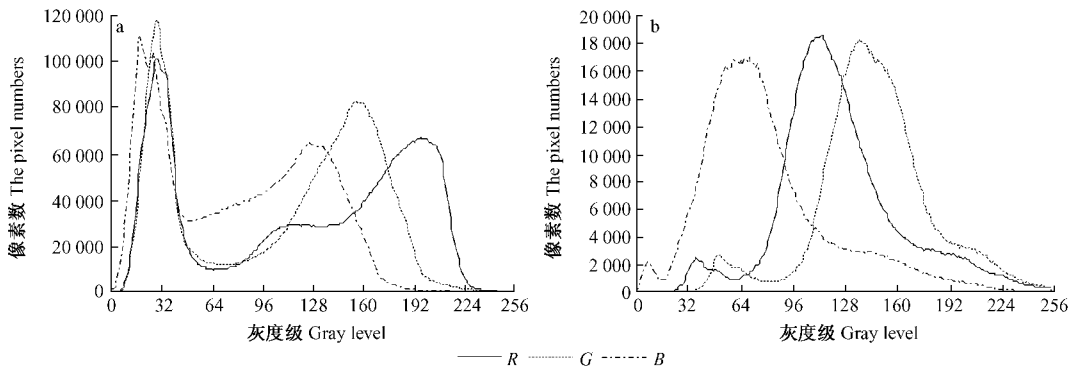 a
120 000
100 000
80 000
60 000
40 000
20 000
0
0 32 64 96 128 160 192 224 256
像素数 The pixel numbers
灰度级 Gray level
b
20 000
18 000
16 000
14 000
12 000
10 000
8 000
6 000
4 000
2 000
0
0 32 64 96 128 160 192 224 256
像素数 The pixel numbers
灰度级 Gray level
R G B